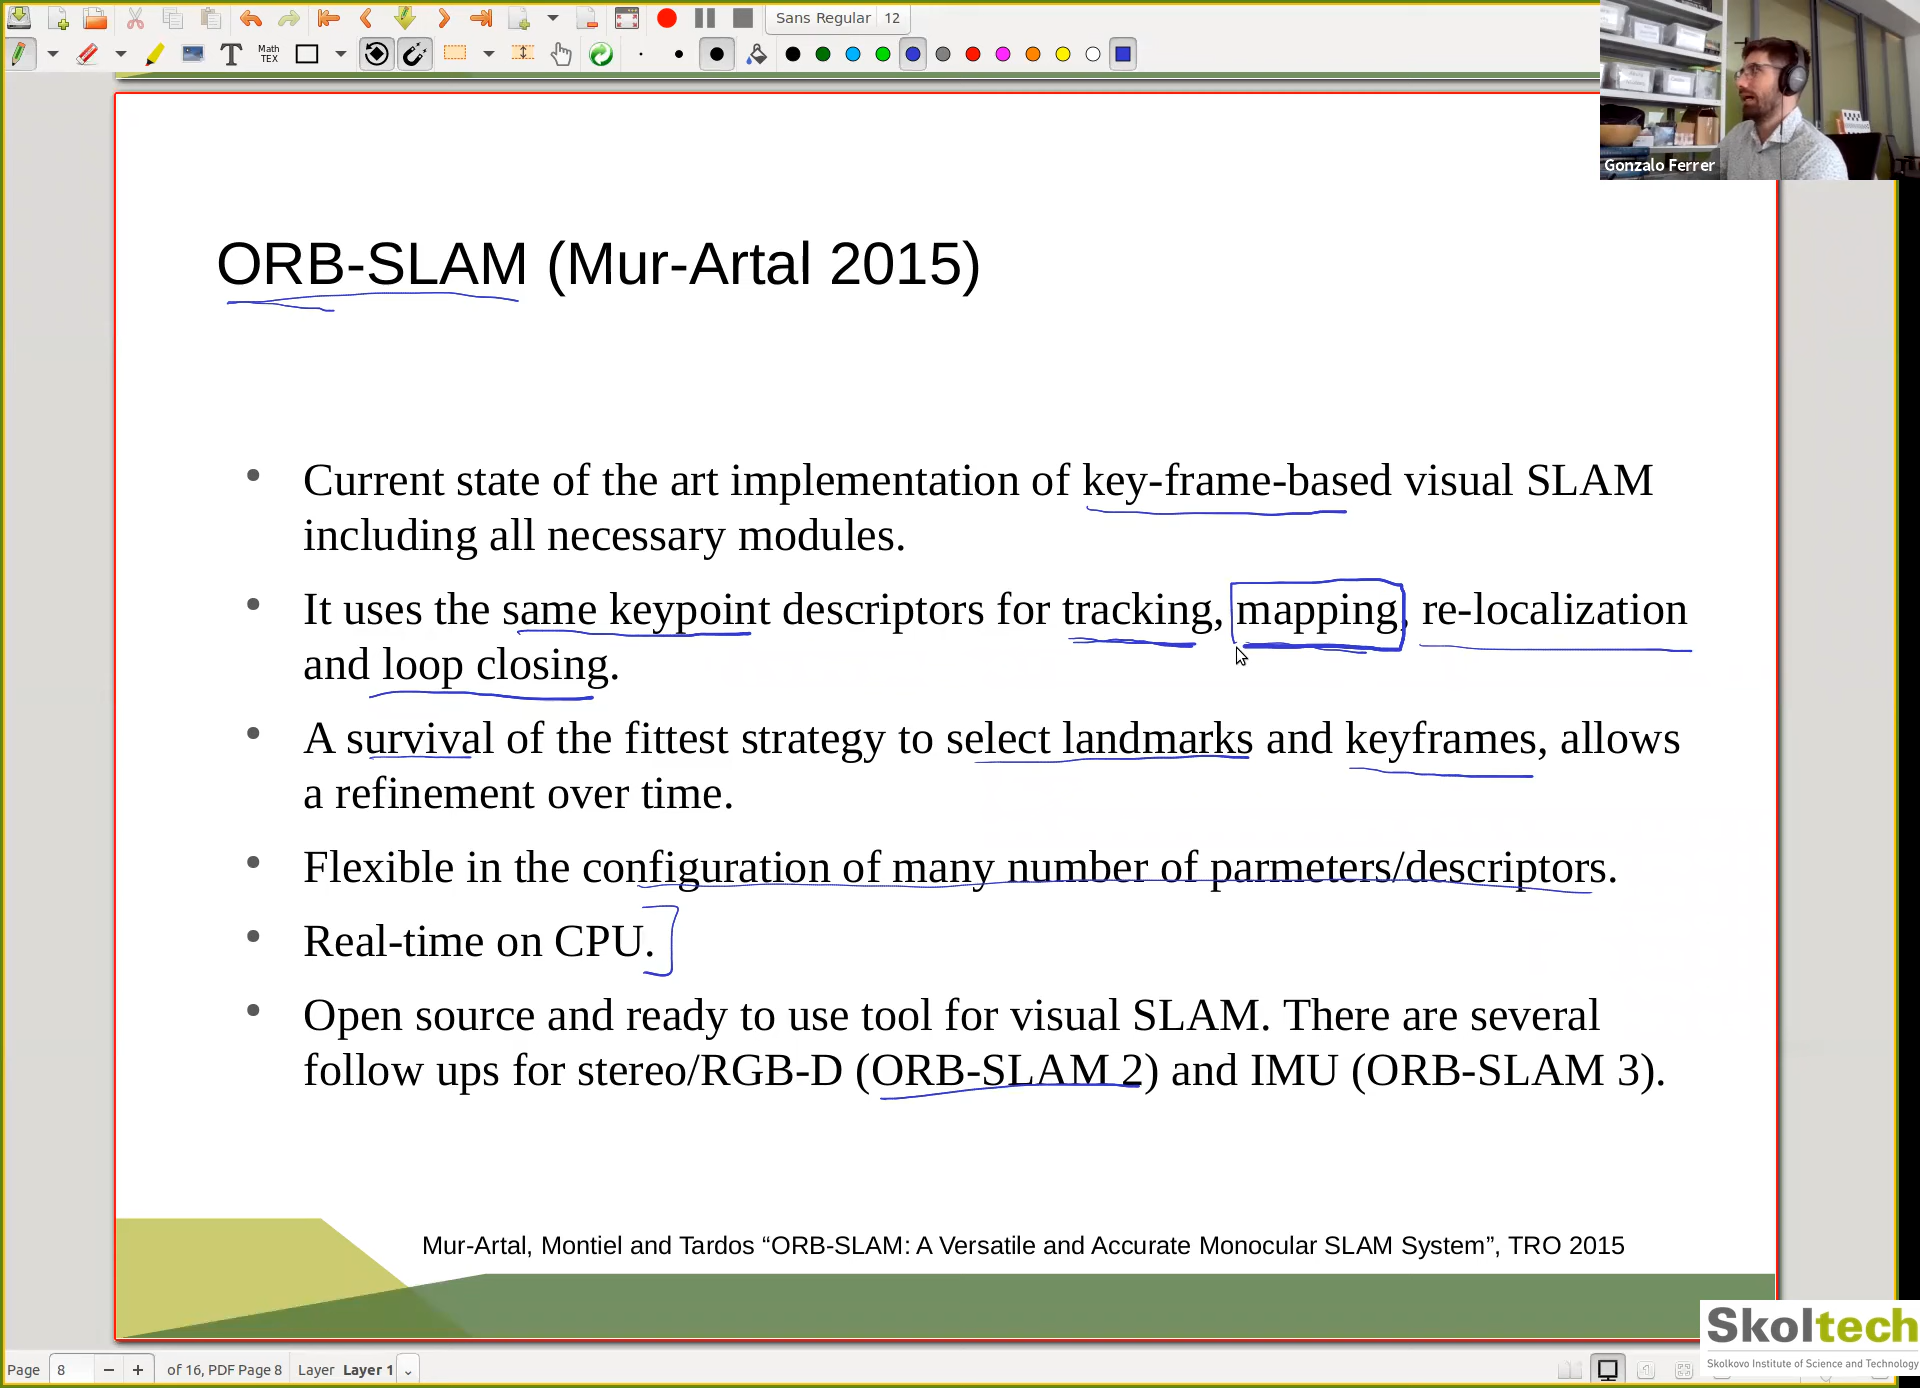 Sans Regular 12
Math
TEX
Gonzalo Ferrer
ORB-SLAM (Mur-Artal 2015)
Current state of the art implementation of key-frame-based visual SLAM
including all necessary modules.
It uses the same keypoint descriptors for tracking, mapping, re-localization
and loop closing.
A survival of the fittest strategy to select landmarks and keyframes, allows
a refinement over time.
Flexible in the configuration of many number of parmeters/descriptors.
Real-time on CPU.
Open source and ready to use tool for visual SLAM. There are several
follow ups for stereo/RGB-D (ORB-SLAM 2) and IMU (ORB-SLAM 3).
Mur-Artal, Montiel and Tardos “ORB-SLAM: A Versatile and Accurate Monocular SLAM System”, TRO 2015
Skoltech
Skolkovo Institute of Science and Technology
Page 8 of 16, PDF Page 8 Layer Layer 1